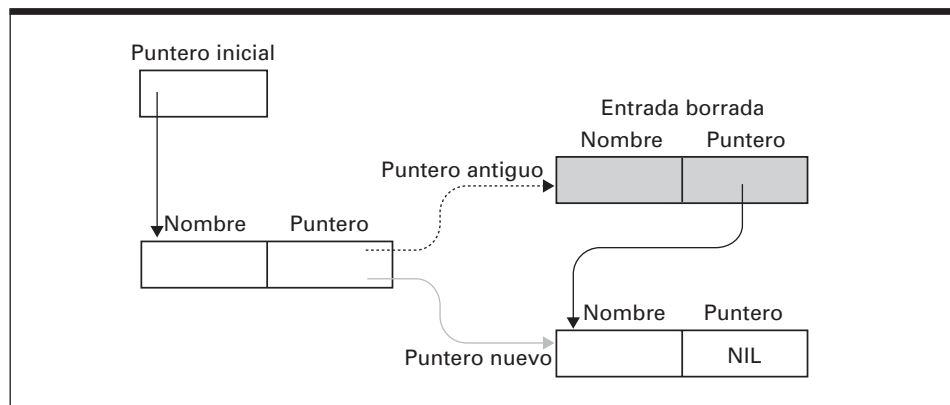 Puntero inicial
Entrada borrada
Nombre Puntero
Puntero antiguo
Nombre Puntero
Nombre Puntero
Puntero nuevo
NIL